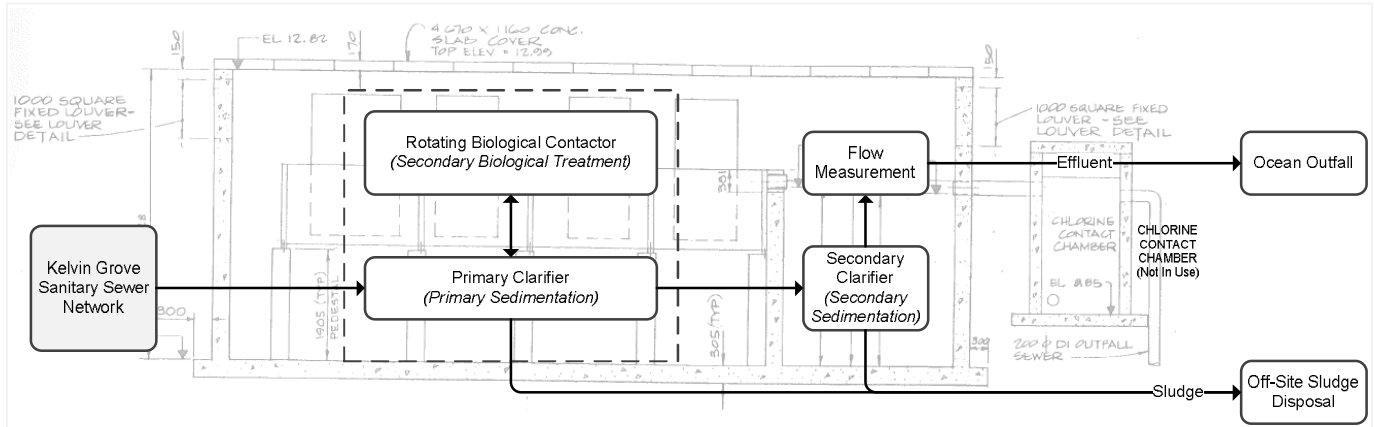 150
EL 12.82
170
4670 X 1160 CONC.
SLAB COVER
TOP ELEV = 12.99
150
1000 SQUARE
FIXED LOUVER-
SEE LOUVER
DETAIL
1000 SQUARE FIXED
LOUVER - SEE
LOUVER DETAIL
Rotating Biological Contactor
(Secondary Biological Treatment)
Flow
Measurement
Effluent
Ocean Outfall
381
CHLORINE
CONTACT
CHAMBER
CHLORINE
CONTACT
CHAMBER
(Not In Use)
Kelvin Grove
Sanitary Sewer
Network
Primary Clarifier
(Primary Sedimentation)
Secondary
Clarifier
(Secondary
Sedimentation)
1905 (TYP)
PEDESTAL
305 (TYP)
300
300
200 φ DI OUTFALL
SEWER
Sludge
Off-Site Sludge
Disposal